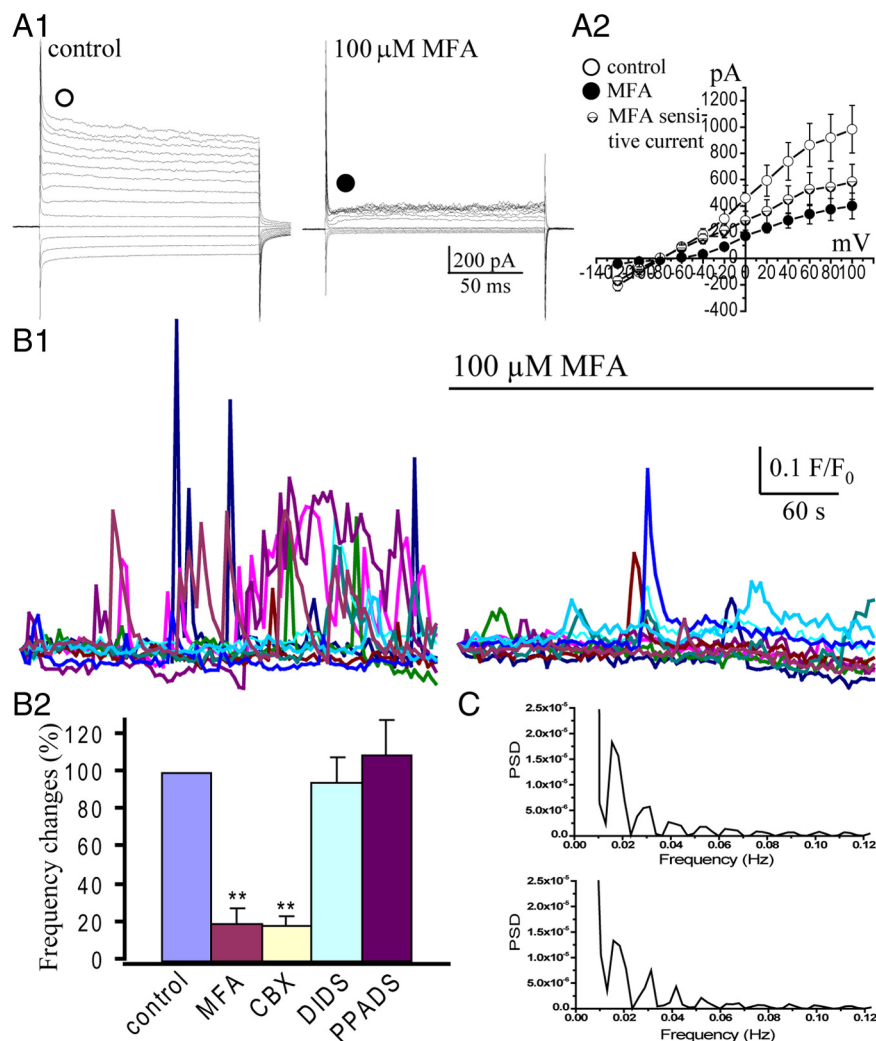 A1
control
100 μM MFA
200 pA
50 ms
A2
control
MFA
MFA sensi-
tive current
pA
1200
1000
800
600
400
200
-200
-400
mV
-140 -120 -100 -80 -60 -40 -20 0 20 40 60 80 100
B1
100 μM MFA
0.1 F/F0
60 s
B2
Frequency changes (%)
120
100
80
60
40
20
0
** **
control MFA CBX DIDS PPADS
C
PSD
2.5x10-5
2.0x10-5
1.5x10-5
1.0x10-5
5.0x10-6
0.0
0.00 0.02 0.04 0.06 0.08 0.10 0.12
Frequency (Hz)
PSD
2.5x10-5
2.0x10-5
1.5x10-5
1.0x10-5
5.0x10-6
0.0
0.00 0.02 0.04 0.06 0.08 0.10 0.12
Frequency (Hz)